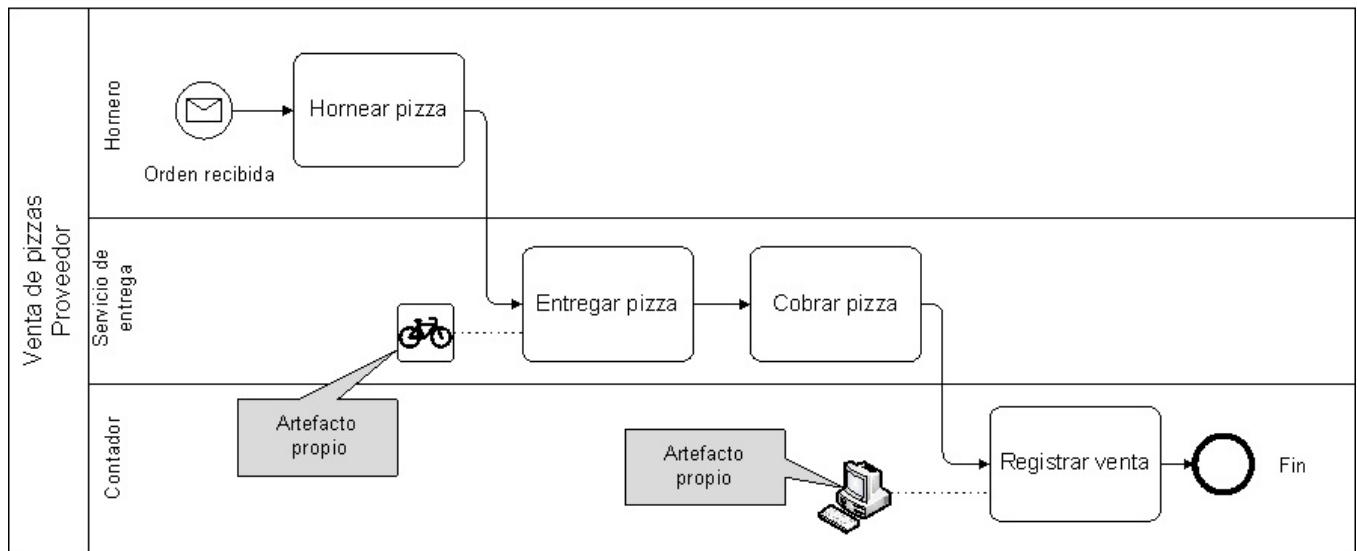 Venta de pizzas
Proveedor
Hornero
Orden recibida
Hornear pizza
Servicio de
entrega
Entregar pizza
Cobrar pizza
Artefacto
propio
Contador
Artefacto
propio
Registrar venta
Fin